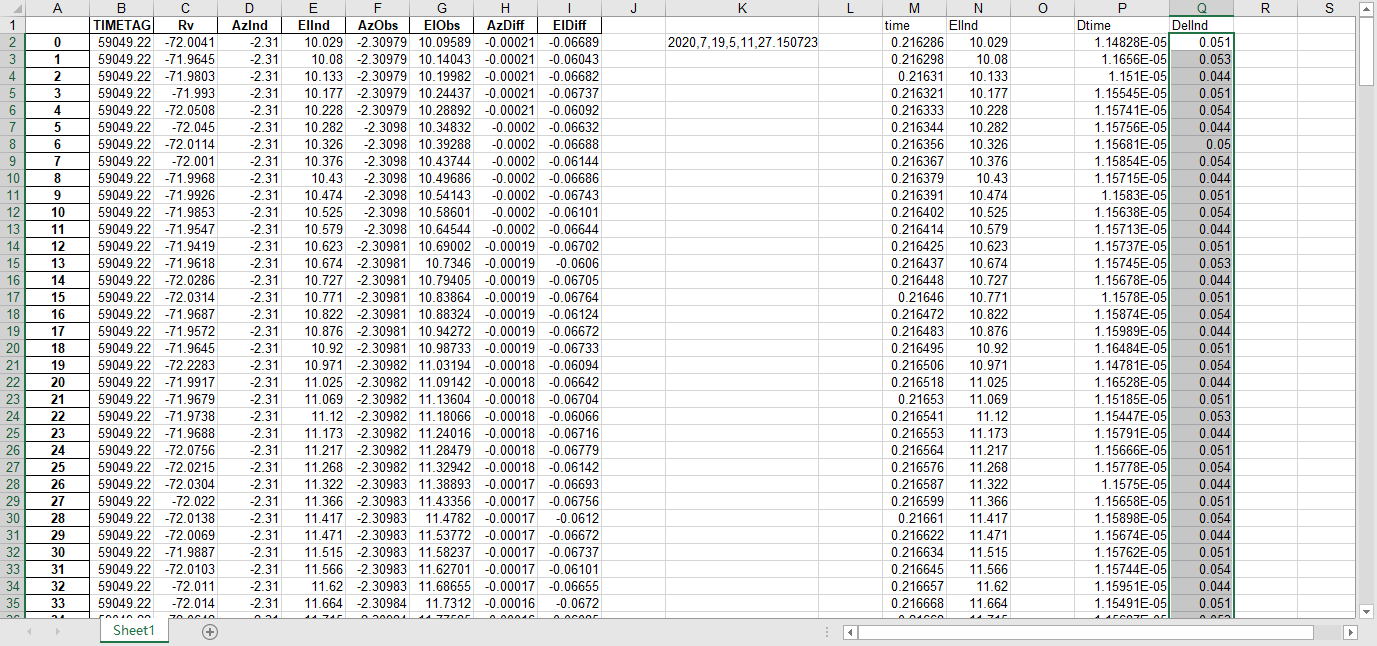 A B C D E F G H I J K L M N O P Q R S
1 TIMETAG Rv AzInd ElInd AzObs ElObs AzDiff ElDiff time ElInd Dtime DelInd
2 0 59049.22 -72.0041 -2.31 10.029 -2.30979 10.09589 -0.00021 -0.06689 2020,7,19,5,11,27.150723 0.216286 10.029 1.14828E-05 0.051
3 1 59049.22 -71.9645 -2.31 10.08 -2.30979 10.14043 -0.00021 -0.06043 0.216298 10.08 1.1656E-05 0.053
4 2 59049.22 -71.9803 -2.31 10.133 -2.30979 10.19982 -0.00021 -0.06682 0.21631 10.133 1.151E-05 0.044
5 3 59049.22 -71.993 -2.31 10.177 -2.30979 10.24437 -0.00021 -0.06737 0.216321 10.177 1.15545E-05 0.051
6 4 59049.22 -72.0508 -2.31 10.228 -2.30979 10.28892 -0.00021 -0.06092 0.216333 10.228 1.15741E-05 0.054
7 5 59049.22 -72.045 -2.31 10.282 -2.3098 10.34832 -0.0002 -0.06632 0.216344 10.282 1.15756E-05 0.044
8 6 59049.22 -72.0114 -2.31 10.326 -2.3098 10.39288 -0.0002 -0.06688 0.216356 10.326 1.15681E-05 0.05
9 7 59049.22 -72.001 -2.31 10.376 -2.3098 10.43744 -0.0002 -0.06144 0.216367 10.376 1.15854E-05 0.054
10 8 59049.22 -71.9968 -2.31 10.43 -2.3098 10.49686 -0.0002 -0.06686 0.216379 10.43 1.15715E-05 0.044
11 9 59049.22 -71.9926 -2.31 10.474 -2.3098 10.54143 -0.0002 -0.06743 0.216391 10.474 1.1583E-05 0.051
12 10 59049.22 -71.9853 -2.31 10.525 -2.3098 10.58601 -0.0002 -0.06101 0.216402 10.525 1.15638E-05 0.054
13 11 59049.22 -71.9547 -2.31 10.579 -2.3098 10.64544 -0.0002 -0.06644 0.216414 10.579 1.15713E-05 0.044
14 12 59049.22 -71.9419 -2.31 10.623 -2.30981 10.69002 -0.00019 -0.06702 0.216425 10.623 1.15737E-05 0.051
15 13 59049.22 -71.9618 -2.31 10.674 -2.30981 10.7346 -0.00019 -0.0606 0.216437 10.674 1.15745E-05 0.053
16 14 59049.22 -72.0286 -2.31 10.727 -2.30981 10.79405 -0.00019 -0.06705 0.216448 10.727 1.15678E-05 0.044
17 15 59049.22 -72.0314 -2.31 10.771 -2.30981 10.83864 -0.00019 -0.06764 0.21646 10.771 1.1578E-05 0.051
18 16 59049.22 -71.9687 -2.31 10.822 -2.30981 10.88324 -0.00019 -0.06124 0.216472 10.822 1.15874E-05 0.054
19 17 59049.22 -71.9572 -2.31 10.876 -2.30981 10.94272 -0.00019 -0.06672 0.216483 10.876 1.15989E-05 0.044
20 18 59049.22 -71.9645 -2.31 10.92 -2.30981 10.98733 -0.00019 -0.06733 0.216495 10.92 1.16484E-05 0.051
21 19 59049.22 -72.2283 -2.31 10.971 -2.30982 11.03194 -0.00018 -0.06094 0.216506 10.971 1.14781E-05 0.054
22 20 59049.22 -71.9917 -2.31 11.025 -2.30982 11.09142 -0.00018 -0.06642 0.216518 11.025 1.16528E-05 0.044
23 21 59049.22 -71.9679 -2.31 11.069 -2.30982 11.13604 -0.00018 -0.06704 0.21653 11.069 1.15185E-05 0.051
24 22 59049.22 -71.9738 -2.31 11.12 -2.30982 11.18066 -0.00018 -0.06066 0.216541 11.12 1.15447E-05 0.053
25 23 59049.22 -71.9688 -2.31 11.173 -2.30982 11.24016 -0.00018 -0.06716 0.216553 11.173 1.15791E-05 0.044
26 24 59049.22 -72.0756 -2.31 11.217 -2.30982 11.28479 -0.00018 -0.06779 0.216564 11.217 1.15666E-05 0.051
27 25 59049.22 -72.0215 -2.31 11.268 -2.30982 11.32942 -0.00018 -0.06142 0.216576 11.268 1.15778E-05 0.054
28 26 59049.22 -72.0304 -2.31 11.322 -2.30983 11.38893 -0.00017 -0.06693 0.216587 11.322 1.1575E-05 0.044
29 27 59049.22 -72.022 -2.31 11.366 -2.30983 11.43356 -0.00017 -0.06756 0.216599 11.366 1.15658E-05 0.051
30 28 59049.22 -72.0138 -2.31 11.417 -2.30983 11.4782 -0.00017 -0.0612 0.21661 11.417 1.15898E-05 0.054
31 29 59049.22 -72.0069 -2.31 11.471 -2.30983 11.53772 -0.00017 -0.06672 0.216622 11.471 1.15674E-05 0.044
32 30 59049.22 -71.9887 -2.31 11.515 -2.30983 11.58237 -0.00017 -0.06737 0.216634 11.515 1.15762E-05 0.051
33 31 59049.22 -72.0103 -2.31 11.566 -2.30983 11.62701 -0.00017 -0.06101 0.216645 11.566 1.15744E-05 0.054
34 32 59049.22 -72.011 -2.31 11.62 -2.30983 11.68655 -0.00017 -0.06655 0.216657 11.62 1.15951E-05 0.044
35 33 59049.22 -72.014 -2.31 11.664 -2.30984 11.7312 -0.00016 -0.0672 0.216668 11.664 1.15491E-05 0.051
Sheet1